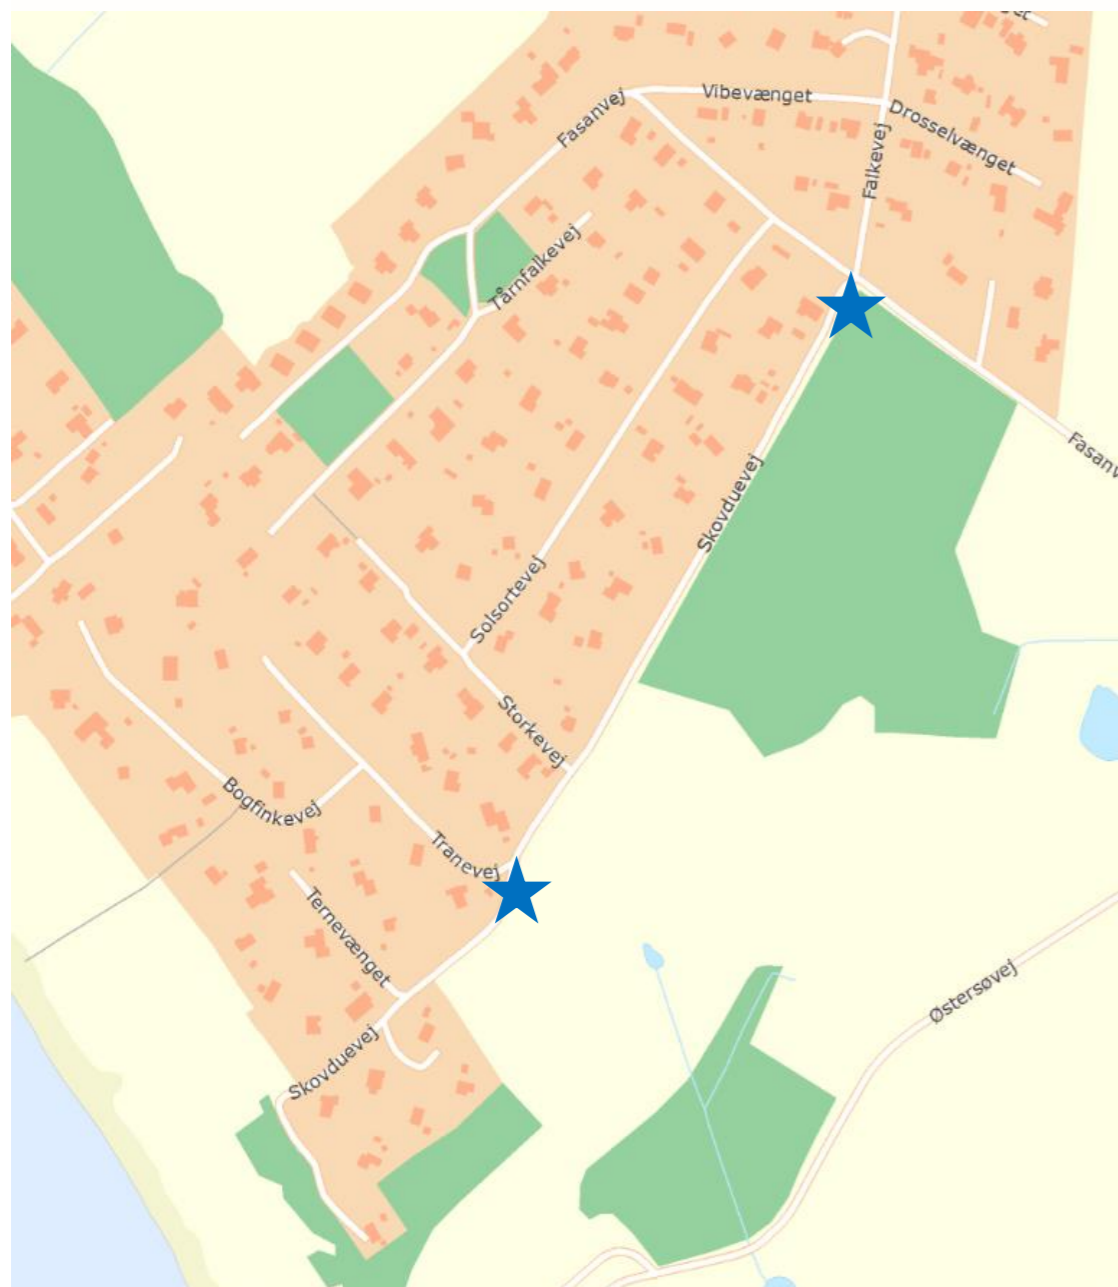 Vibevænget
Fasanvej
Drosselvænget
Falkevej
Tårnfalkevej
Fasanv
Skovduevej
Solsortevej
Storkevej
Bogfinkevej
Tranevej
Ternevænget
Østersøvej
Skovduevej